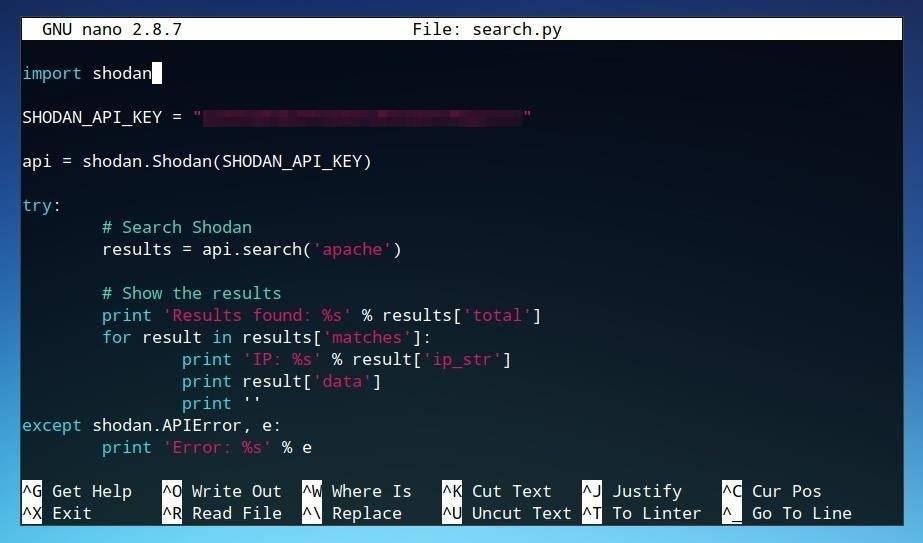 GNU nano 2.8.7 File: search.py
import shodan
SHODAN_API_KEY = ""
api = shodan.Shodan(SHODAN_API_KEY)
try:
# Search Shodan
results = api.search('apache')
# Show the results
print 'Results found: %s' % results['total']
for result in results['matches']:
print 'IP: %s' % result['ip_str']
print result['data']
print ''
except shodan.APIError, e:
print 'Error: %s' % e
^G Get Help ^O Write Out ^W Where Is ^K Cut Text ^J Justify ^C Cur Pos
^X Exit ^R Read File ^\ Replace ^U Uncut Text ^T To Linter ^_ Go To Line